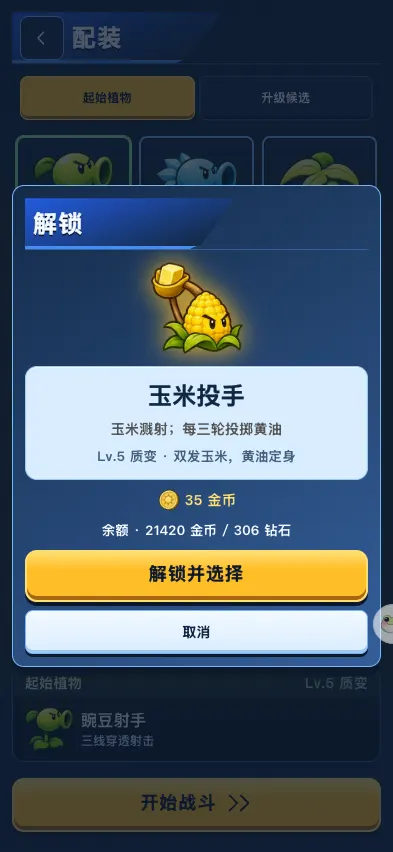 配装
起始植物
升级候选
解锁
玉米投手
玉米溅射；每三轮投掷黄油
Lv.5 质变 · 双发玉米，黄油定身
35 金币
余额 · 21420 金币 / 306 钻石
解锁并选择
取消
起始植物
Lv.5 质变
豌豆射手
三线穿透射击
开始战斗